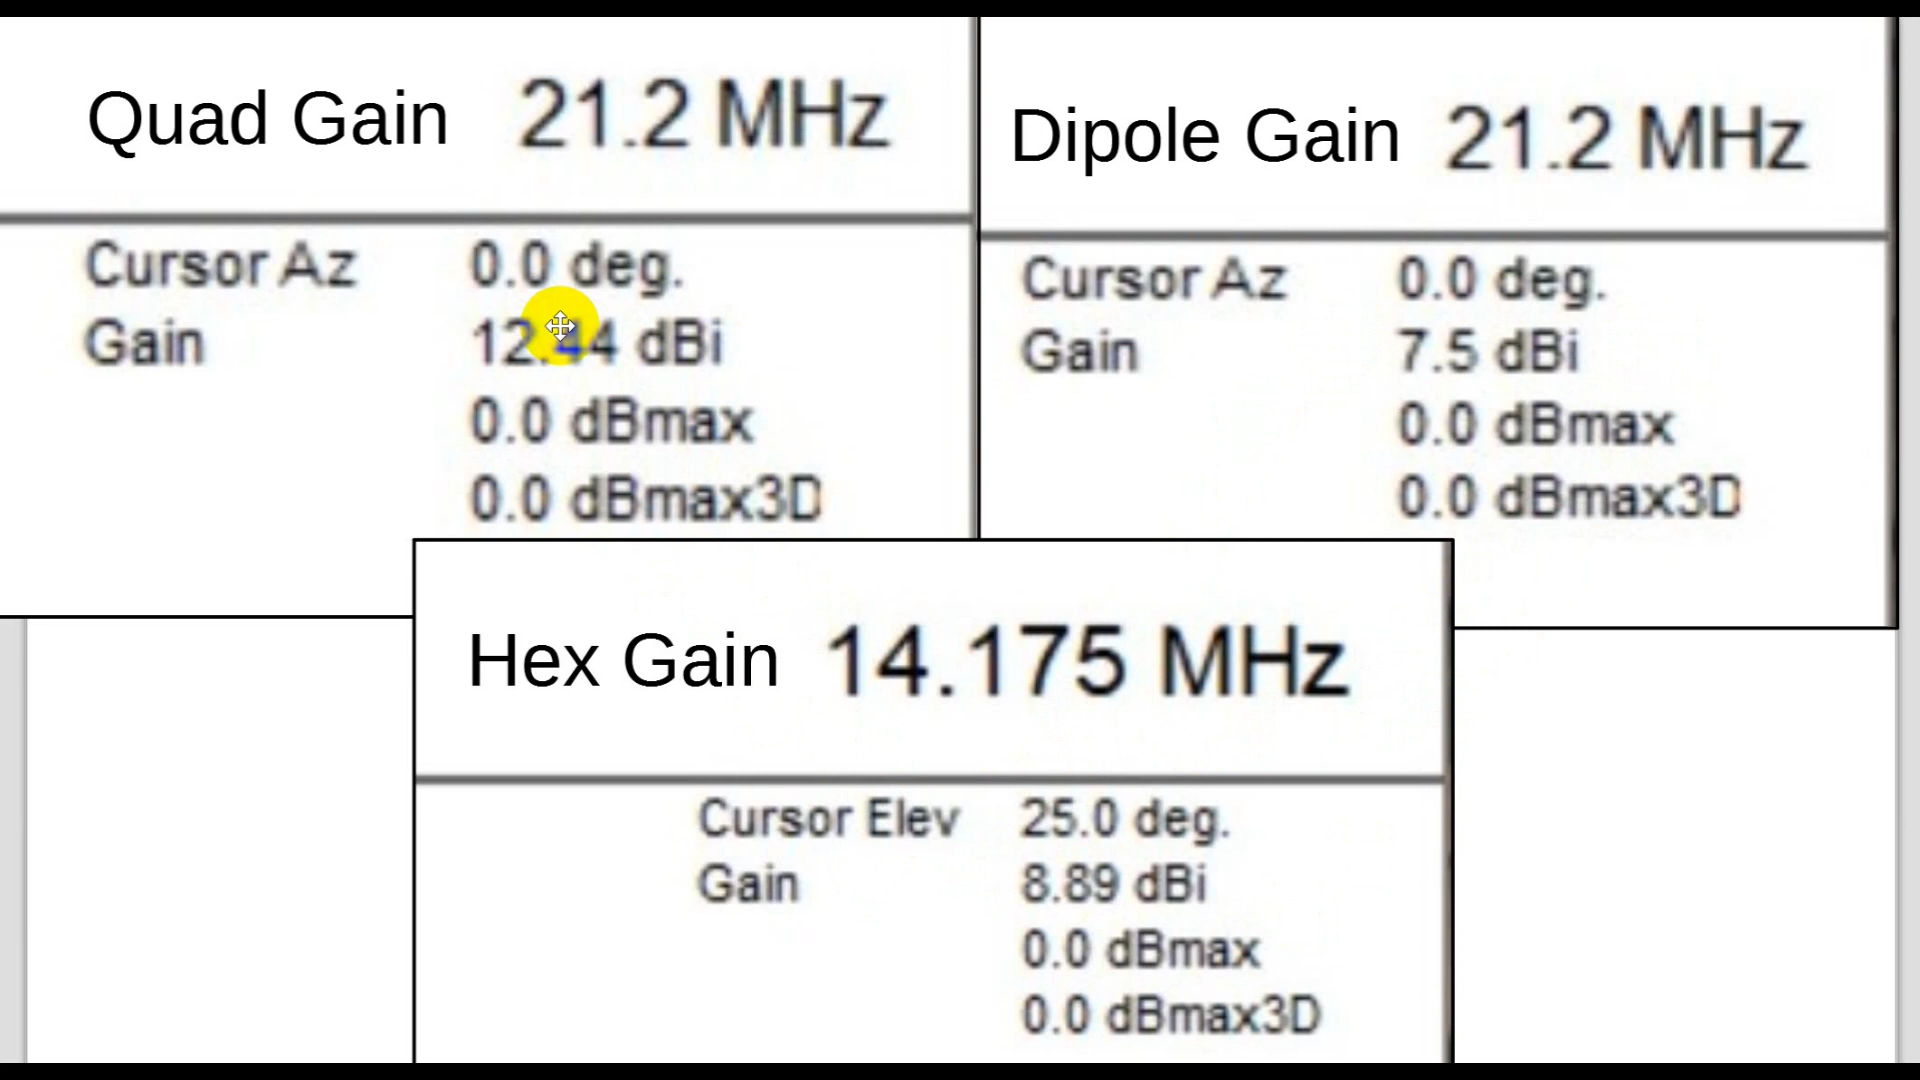 Quad Gain 21.2 MHz
Cursor Az 0.0 deg.
Gain 12.44 dBi
0.0 dBmax
0.0 dBmax3D
Dipole Gain 21.2 MHz
Cursor Az 0.0 deg.
Gain 7.5 dBi
0.0 dBmax
0.0 dBmax3D
Hex Gain 14.175 MHz
Cursor Elev 25.0 deg.
Gain 8.89 dBi
0.0 dBmax
0.0 dBmax3D